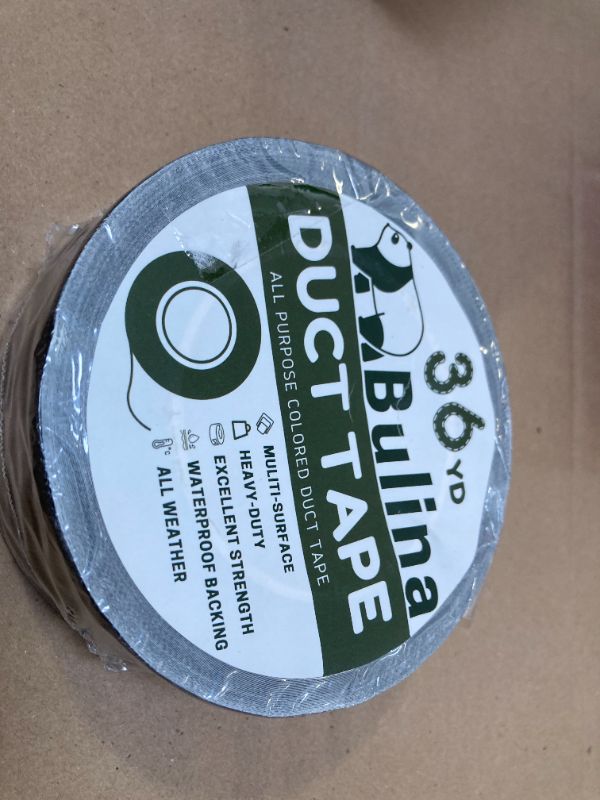 36YD
Bulina
DUCT TAPE
ALL PURPOSE COLORED DUCT TAPE
MULITI-SURFACE
HEAVY-DUTY
EXCELLENT STRENGTH
WATERPROOF BACKING
°C ALL WEATHER